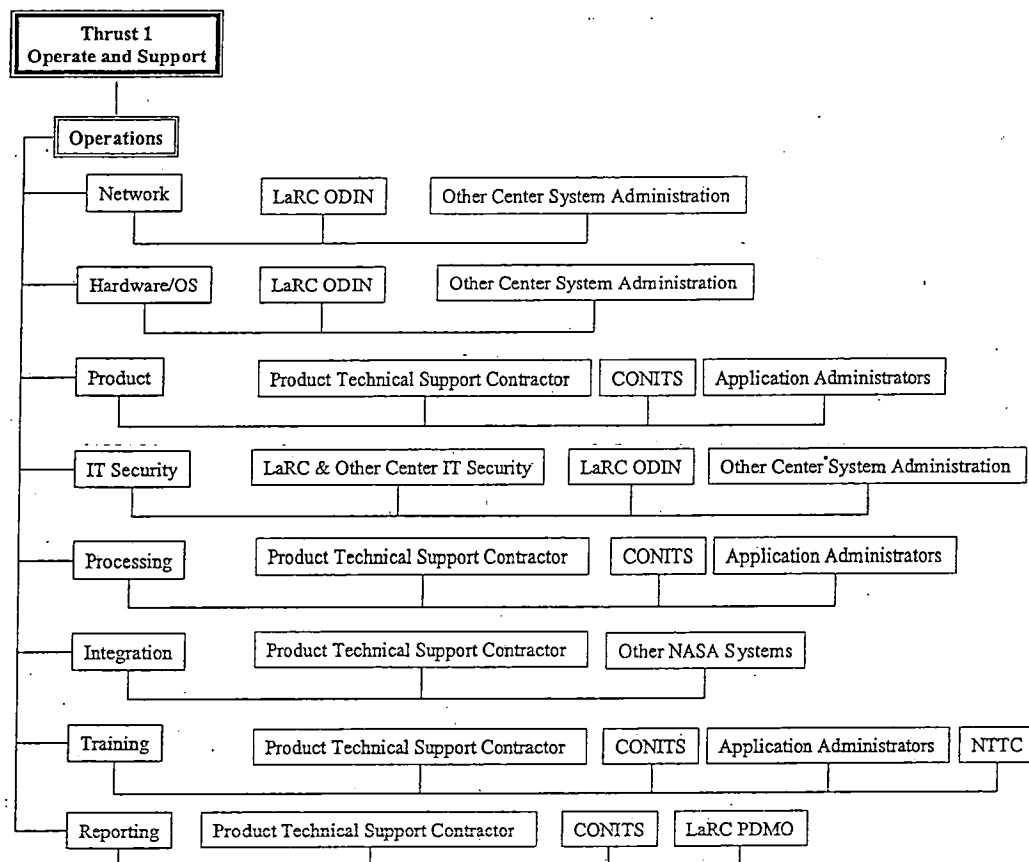 Thrust 1
Operate and Support
Operations
Network LaRC ODIN Other Center System Administration
Hardware/OS LaRC ODIN Other Center System Administration
Product Product Technical Support Contractor CONITS Application Administrators
IT Security LaRC & Other Center IT Security LaRC ODIN Other Center System Administration
Processing Product Technical Support Contractor CONITS Application Administrators
Integration Product Technical Support Contractor Other NASA Systems
Training Product Technical Support Contractor CONITS Application Administrators NTTC
Reporting Product Technical Support Contractor CONITS LaRC PDMO